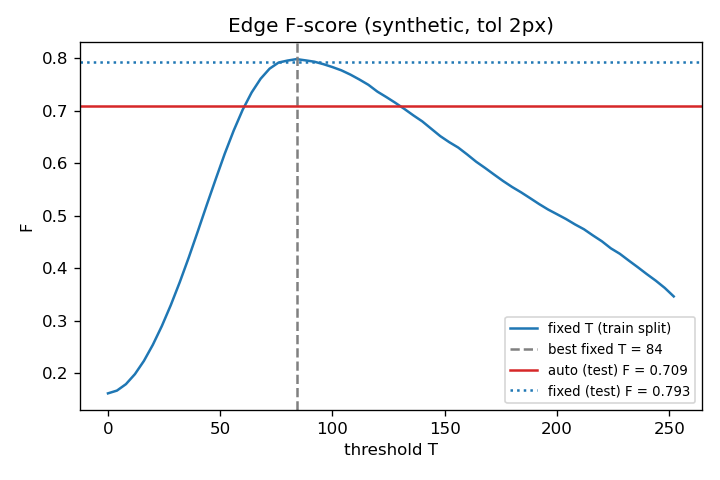 Edge F-score (synthetic, tol 2px)
F
0.8
0.7
0.6
0.5
0.4
0.3
0.2
fixed T (train split)
best fixed T = 84
auto (test) F = 0.709
fixed (test) F = 0.793
0 50 100 150 200 250
threshold T